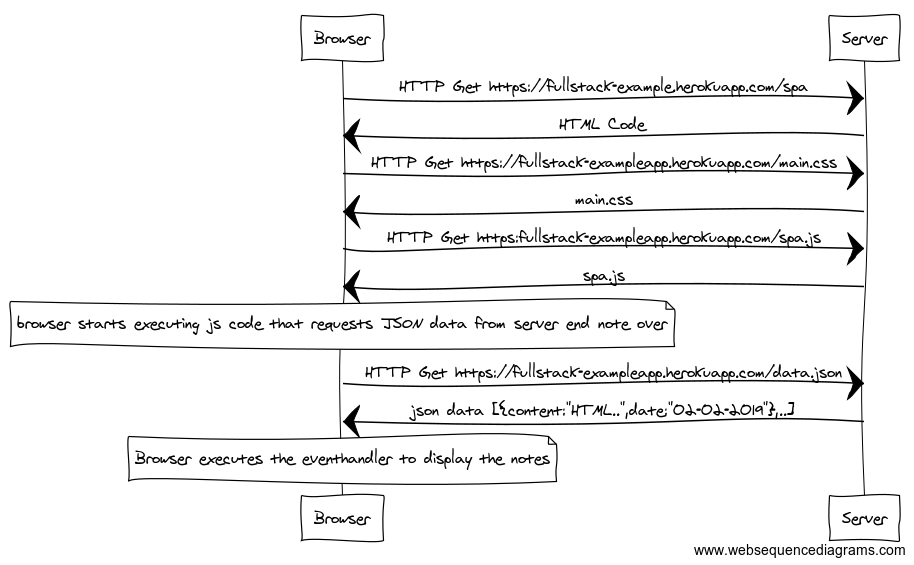 Browser
Server
HTTP Get https://fullstack-example.herokuapp.com/spa
HTML Code
HTTP Get https://fullstack-exampleapp.herokuapp.com/main.css
main.css
HTTP Get https:fullstack-exampleapp.herokuapp.com/spa.js
spa.js
browser starts executing js code that requests JSON data from server end note over
HTTP Get https://fullstack-exampleapp.herokuapp.com/data.json
json data [{content:"HTML..",date:"02-02-2019"},..]
Browser executes the eventhandler to display the notes
Browser
Server
www.websequencediagrams.com